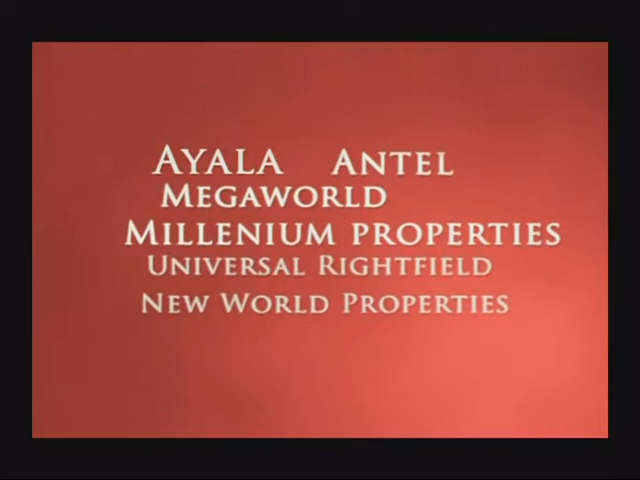 AYALA ANTEL
MEGAWORLD
MILLENIUM PROPERTIES
UNIVERSAL RIGHTFIELD
NEW WORLD PROPERTIES